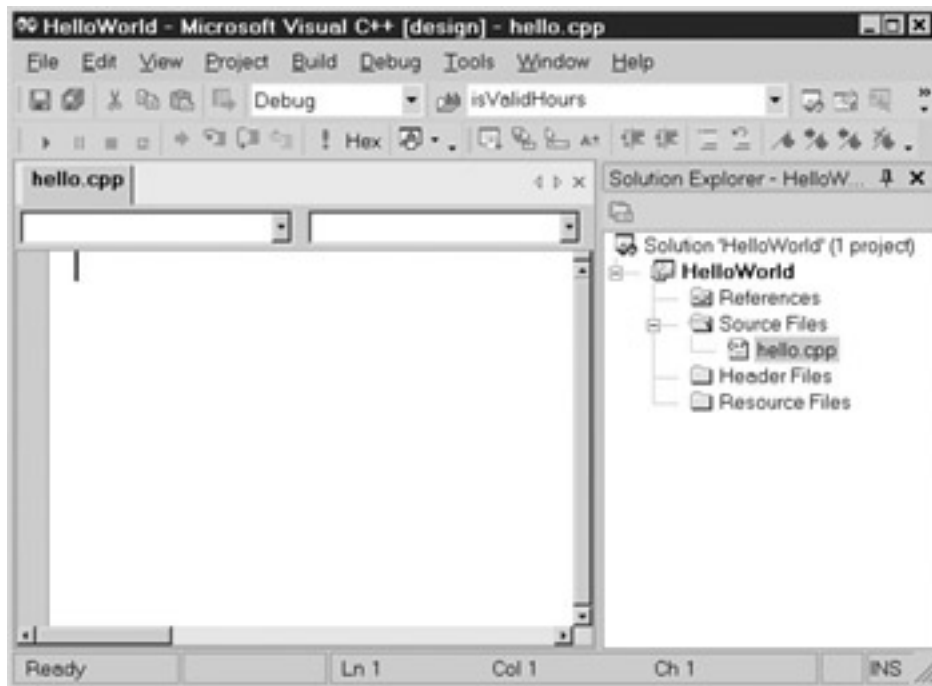 HelloWorld - Microsoft Visual C++ [design] - hello.cpp
File Edit View Project Build Debug Tools Window Help
Debug isValidHours
Hex
hello.cpp
Solution Explorer - HelloW...
Solution 'HelloWorld' (1 project)
HelloWorld
References
Source Files
hello.cpp
Header Files
Resource Files
Ready Ln 1 Col 1 Ch 1 INS